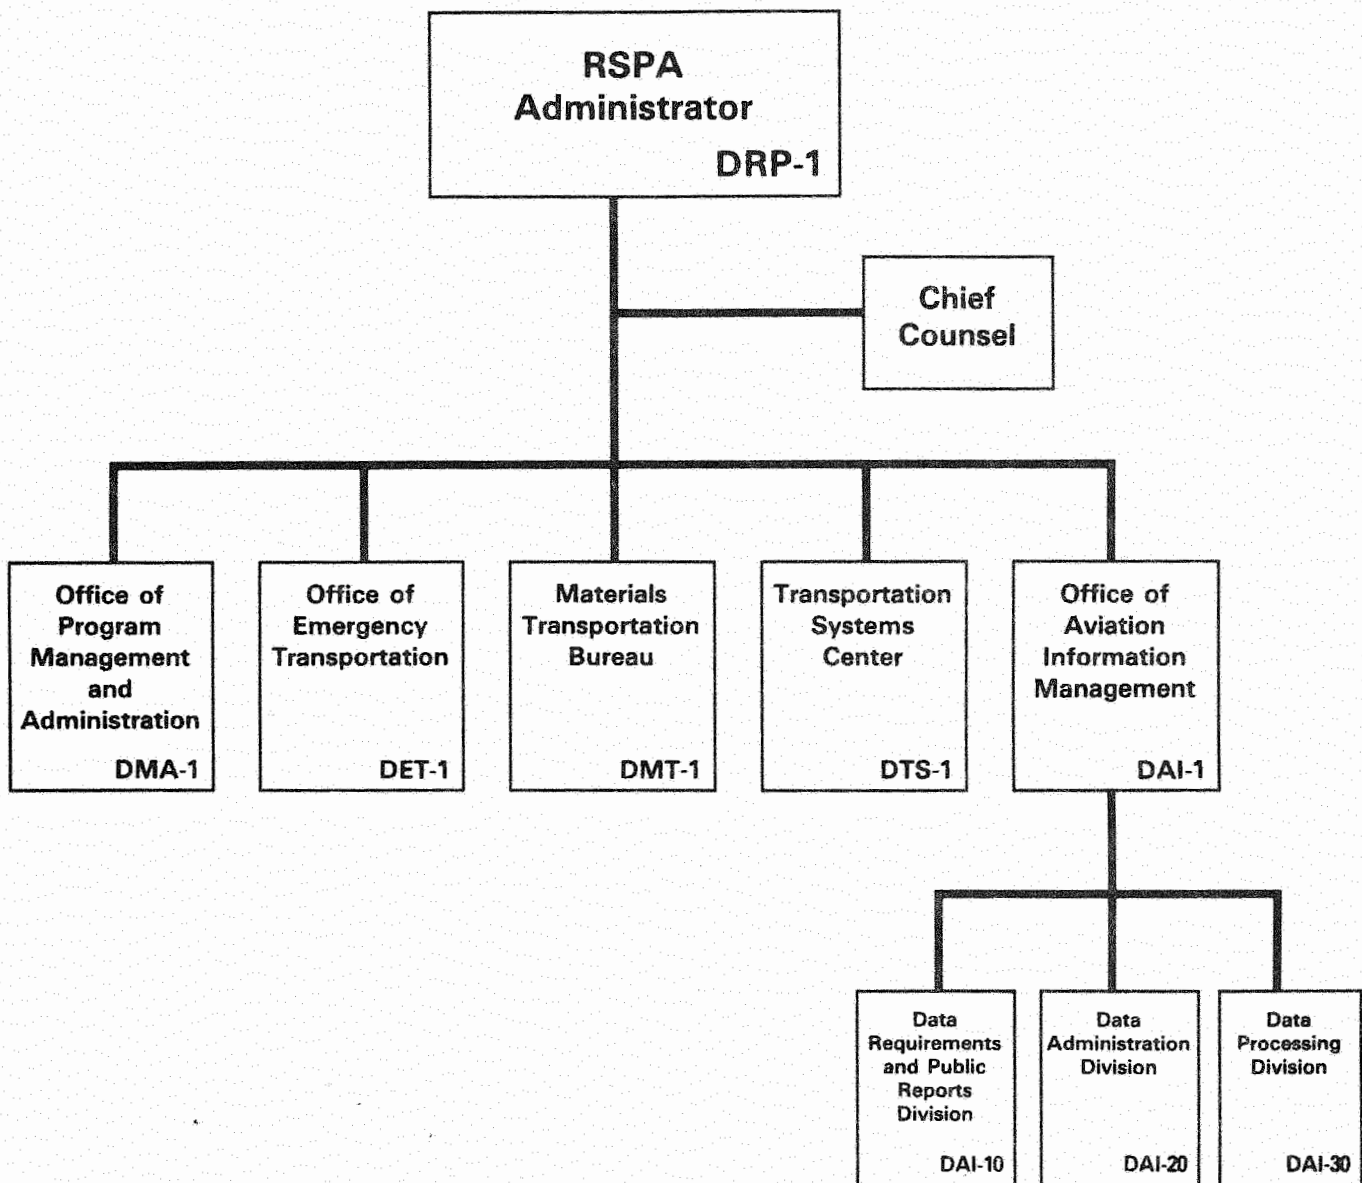 RSPA
Administrator
DRP-1
Chief
Counsel
Office of
Program
Management
and
Administration
DMA-1
Office of
Emergency
Transportation
DET-1
Materials
Transportation
Bureau
DMT-1
Transportation
Systems
Center
DTS-1
Office of
Aviation
Information
Management
DAI-1
Data
Requirements
and Public
Reports
Division
DAI-10
Data
Administration
Division
DAI-20
Data
Processing
Division
DAI-30